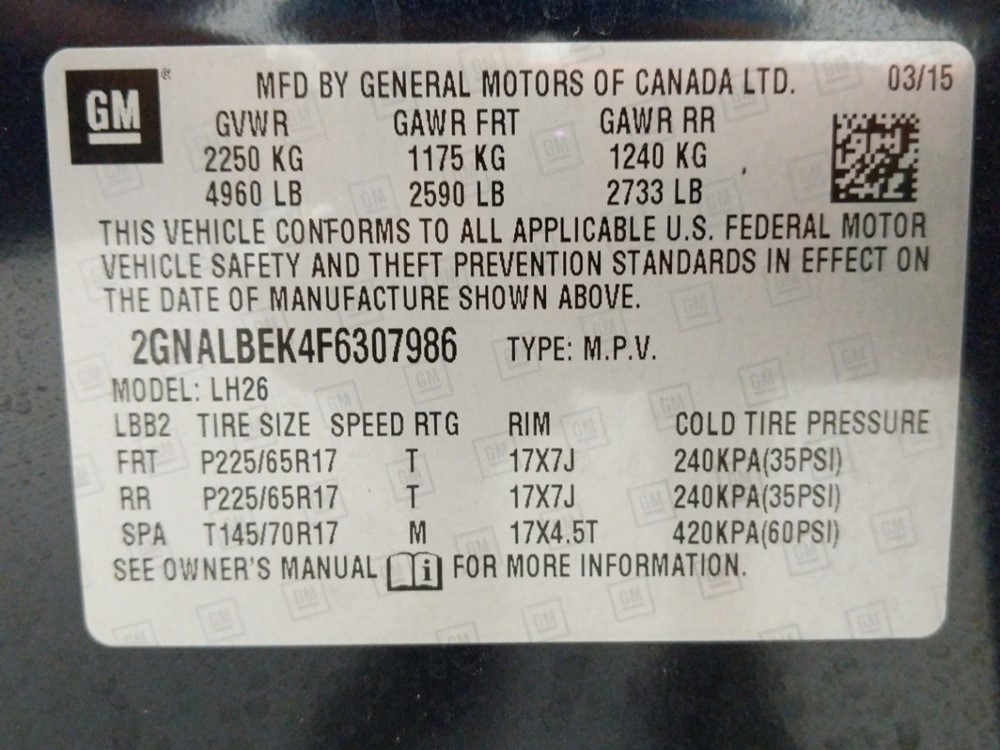 GM ® MFD BY GENERAL MOTORS OF CANADA LTD. 03/15
GVWR GAWR FRT GAWR RR
2250 KG 1175 KG 1240 KG
4960 LB 2590 LB 2733 LB
THIS VEHICLE CONFORMS TO ALL APPLICABLE U.S. FEDERAL MOTOR
VEHICLE SAFETY AND THEFT PREVENTION STANDARDS IN EFFECT ON
THE DATE OF MANUFACTURE SHOWN ABOVE.
2GNALBEK4F6307986 TYPE: M.P.V.
MODEL: LH26
LBB2 TIRE SIZE SPEED RTG RIM COLD TIRE PRESSURE
FRT P225/65R17 T 17X7J 240KPA(35PSI)
RR P225/65R17 T 17X7J 240KPA(35PSI)
SPA T145/70R17 M 17X4.5T 420KPA(60PSI)
SEE OWNER'S MANUAL i FOR MORE INFORMATION.